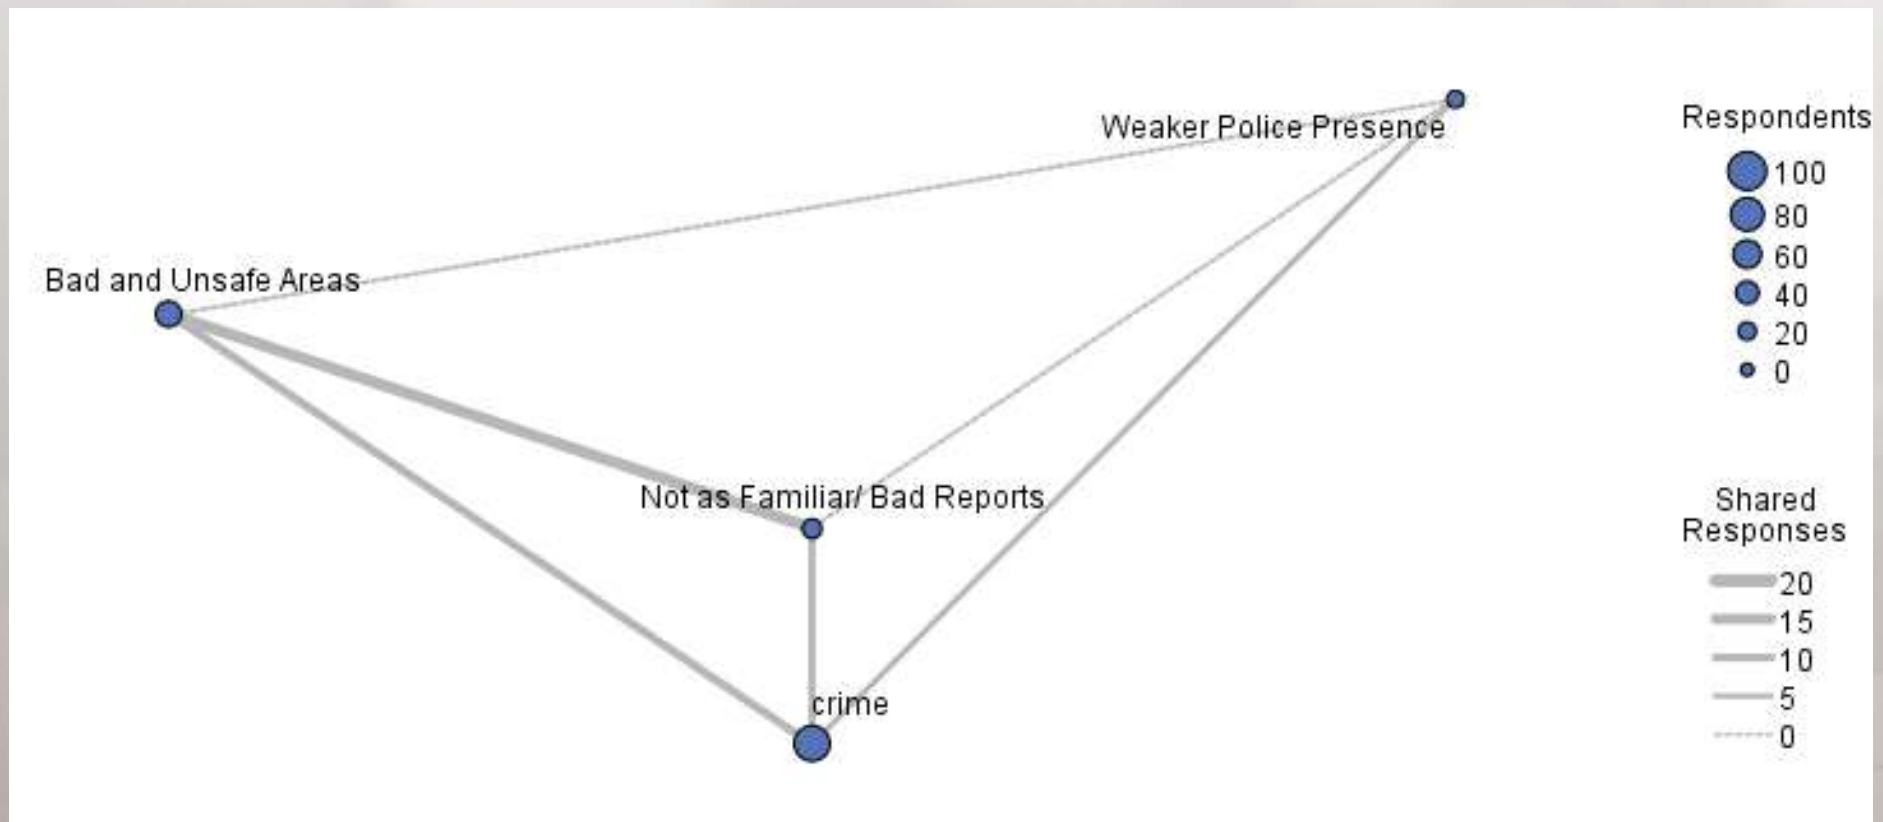 Weaker Police Presence
Bad and Unsafe Areas
Not as Familiar/ Bad Reports
crime
Respondents
100
80
60
40
20
0
Shared
Responses
20
15
10
5
0